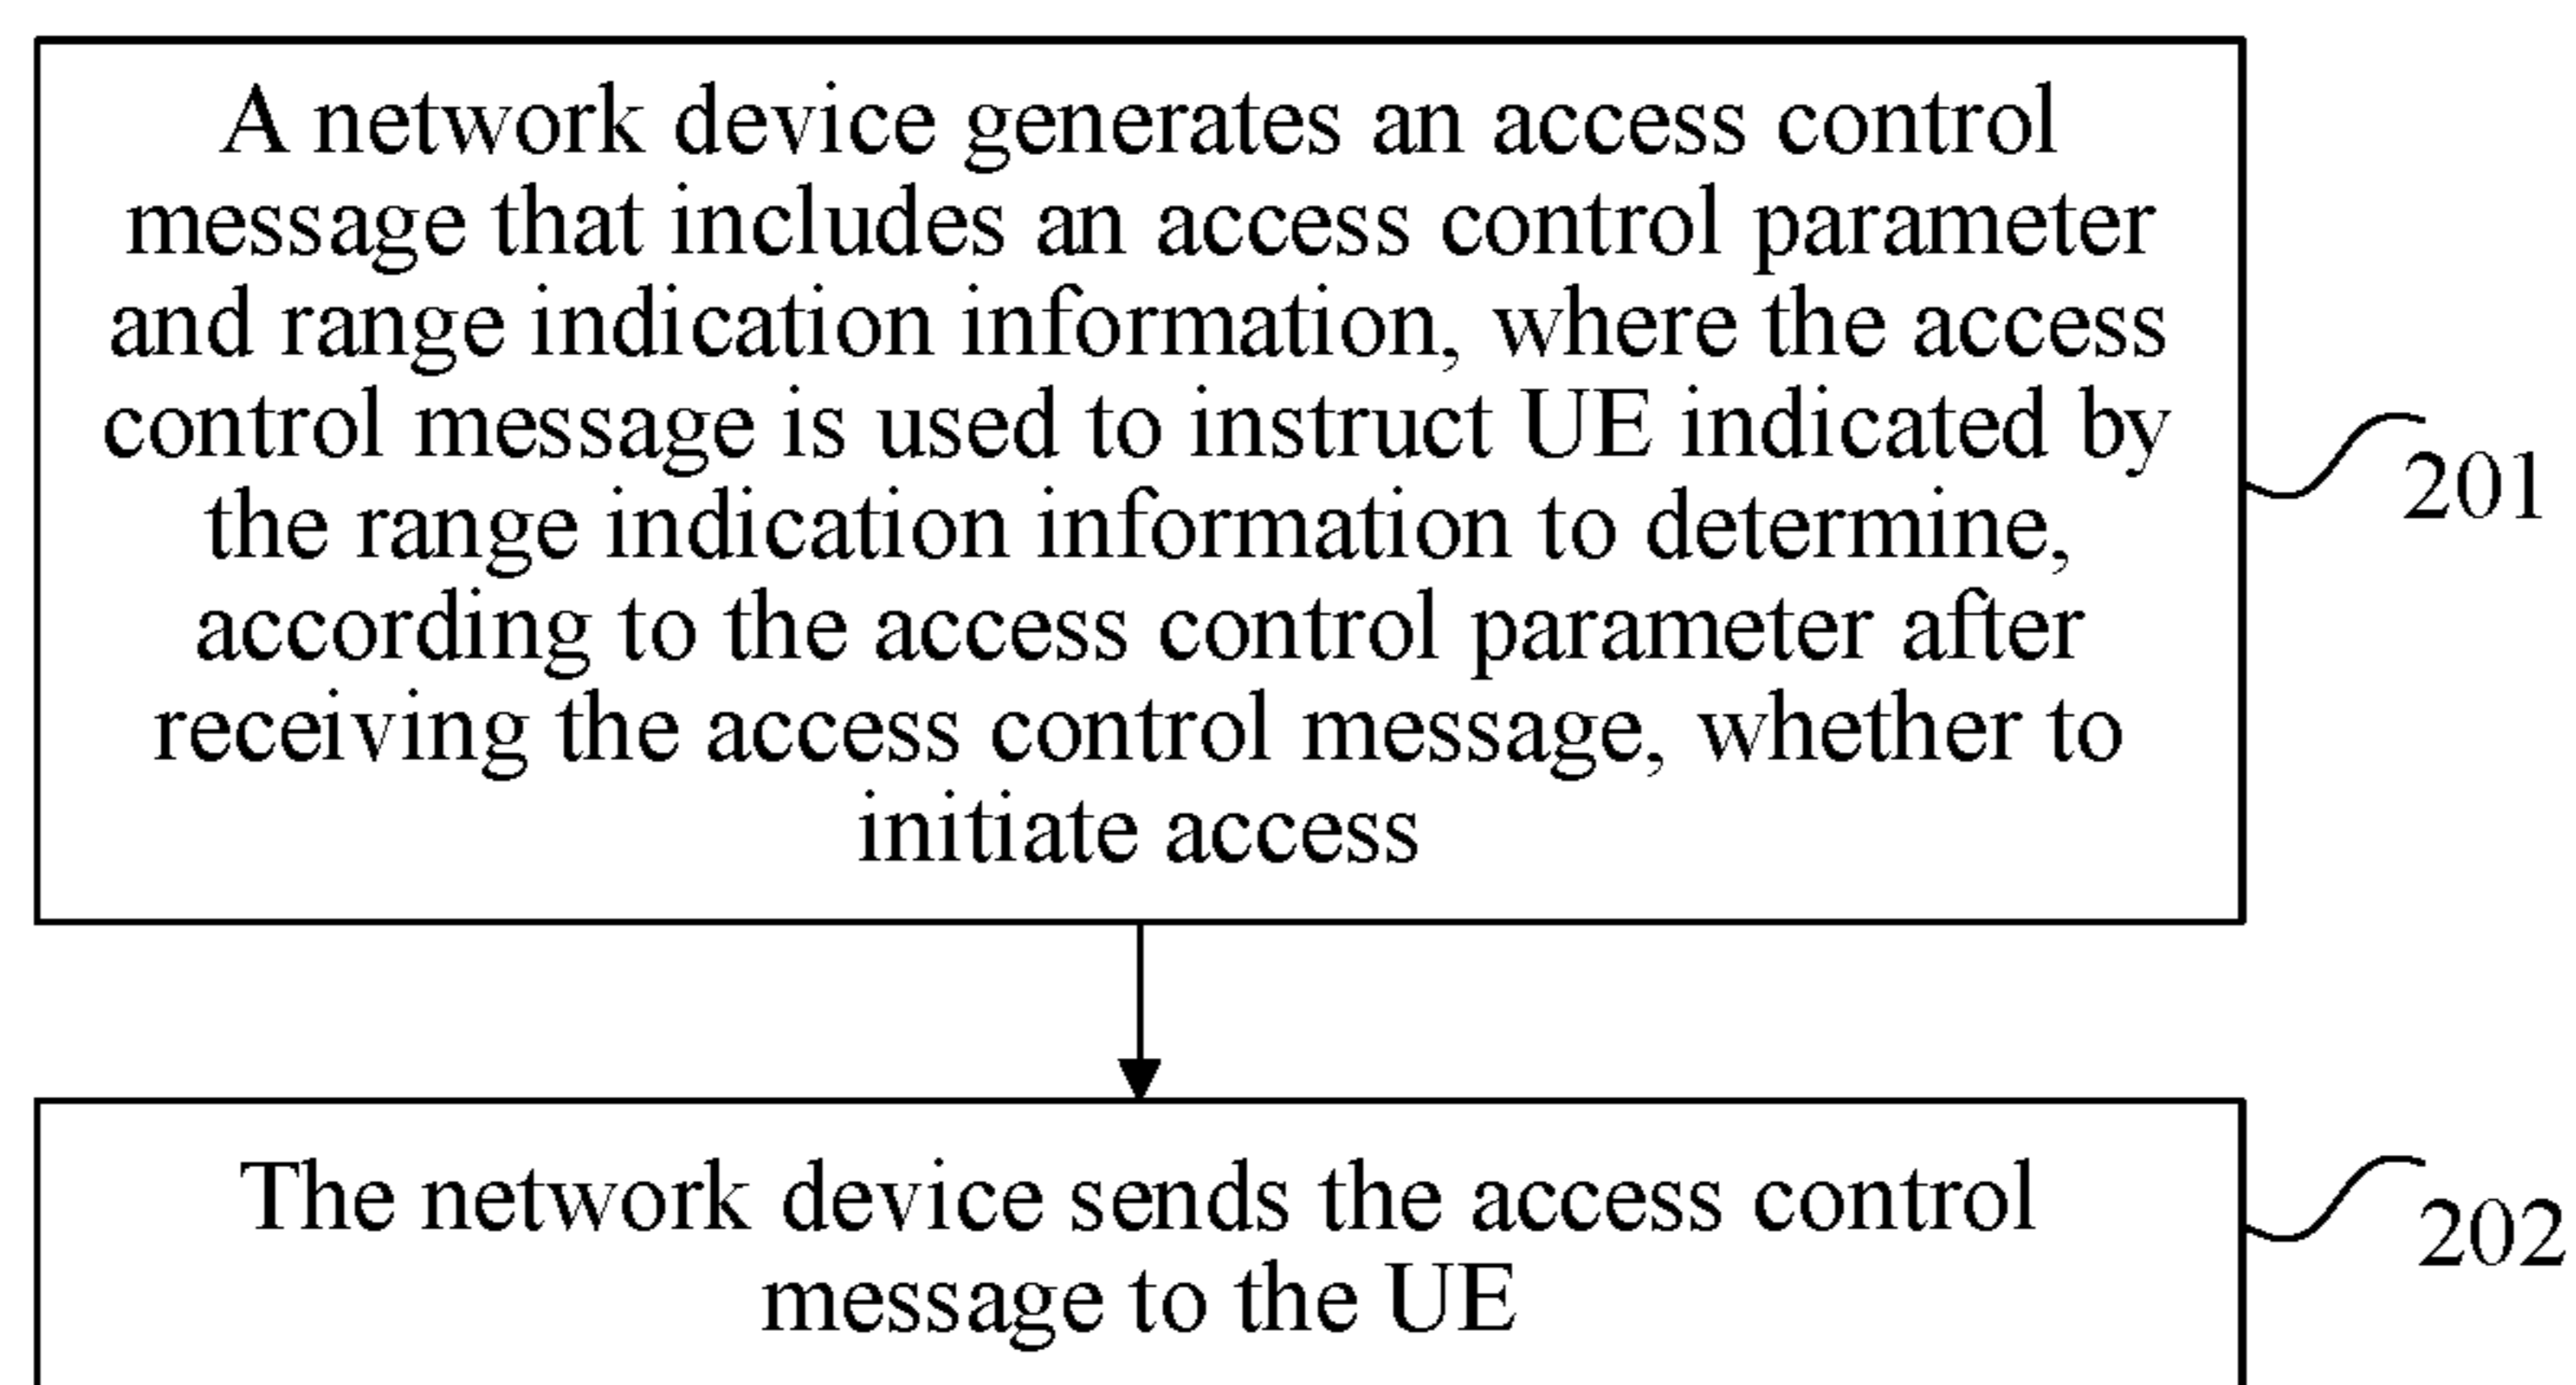 A network device generates an access control
message that includes an access control parameter
and range indication information, where the access
control message is used to instruct UE indicated by
the range indication information to determine,
according to the access control parameter after
receiving the access control message, whether to
initiate access
201
The network device sends the access control
message to the UE
202